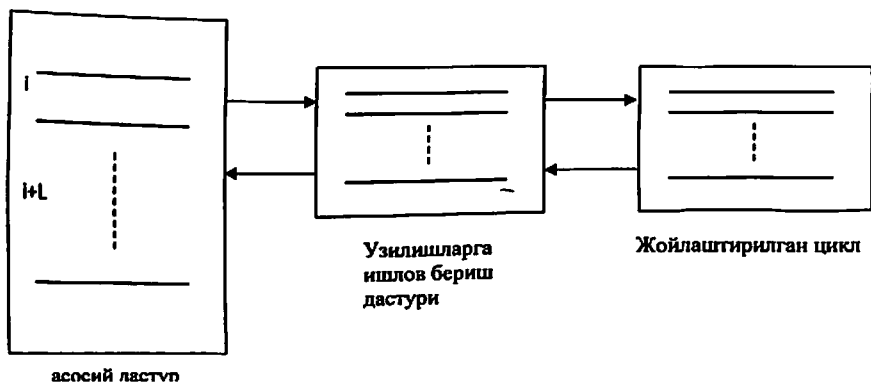 i
i+L
Узилишларга
ишлов бериш
дастури
Жойлаштирилган цикл
асосий дастур